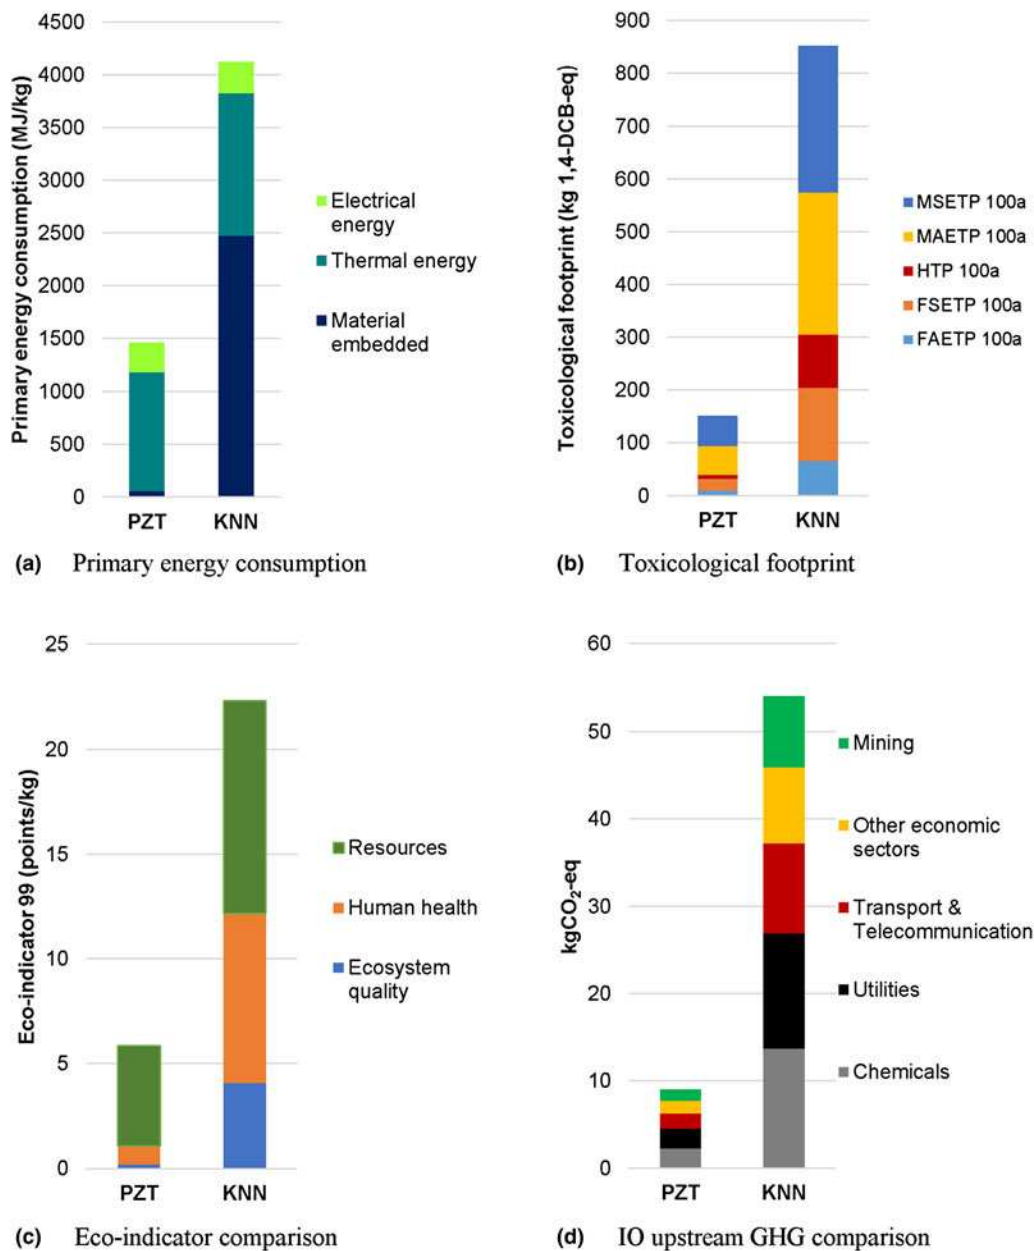 Primary energy consumption (MJ/kg)
4500
4000
3500
3000
2500
2000
1500
1000
500
0
PZT
KNN
Electrical
energy
Thermal energy
Material
embedded
(a) Primary energy consumption
Toxicological footprint (kg 1,4-DCB-eq)
900
800
700
600
500
400
300
200
100
0
PZT
KNN
MSETP 100a
MAETP 100a
HTP 100a
FSETP 100a
FAETP 100a
(b) Toxicological footprint
Eco-indicator 99 (points/kg)
25
20
15
10
5
0
PZT
KNN
Resources
Human health
Ecosystem
quality
(c) Eco-indicator comparison
kgCO₂-eq
60
50
40
30
20
10
0
PZT
KNN
Mining
Other economic
sectors
Transport &
Telecommunication
Utilities
Chemicals
(d) IO upstream GHG comparison